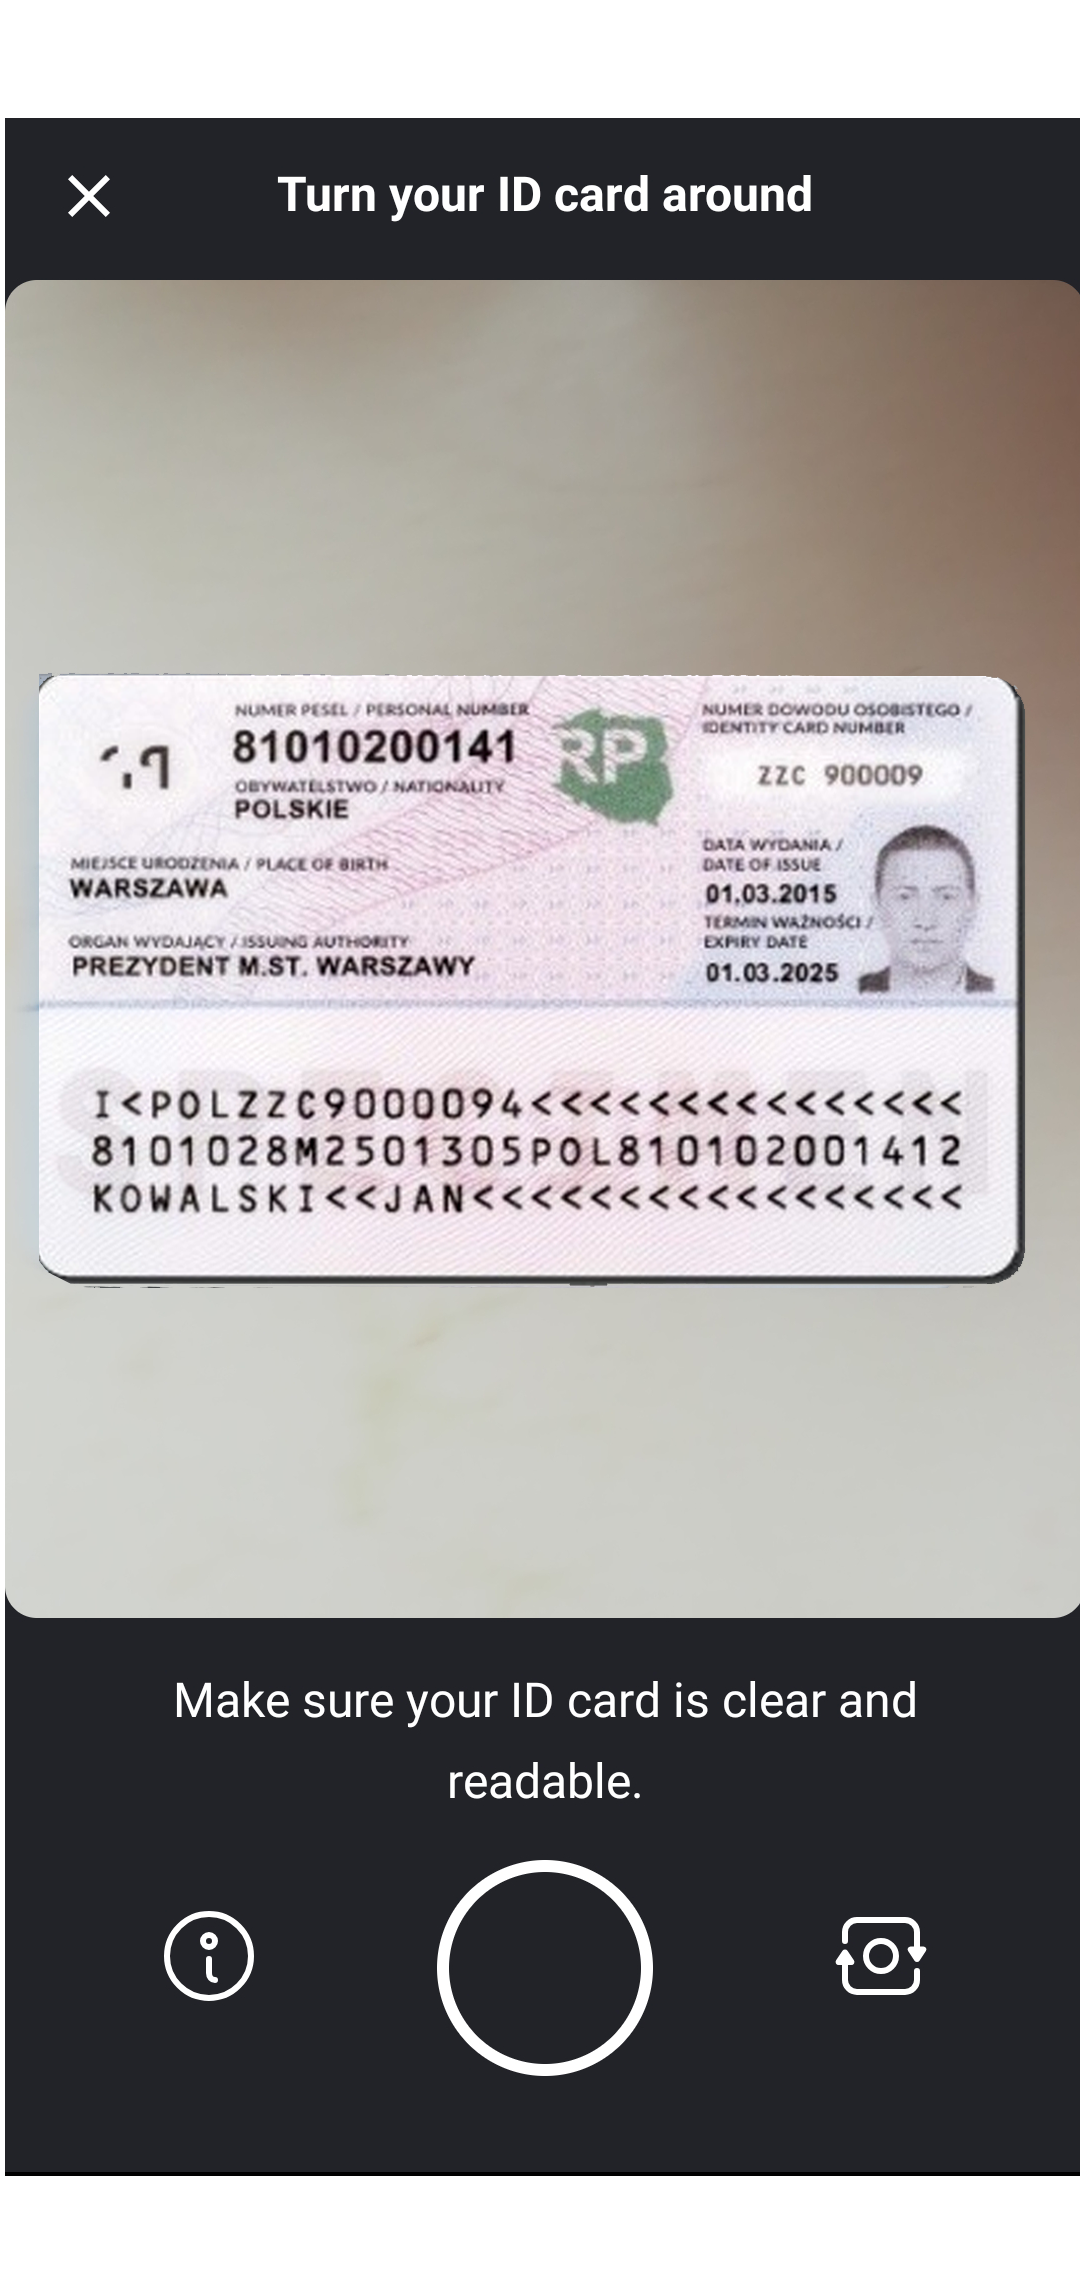 Turn your ID card around
NUMER PESEL / PERSONAL NUMBER
81010200141
OBYWATELSTWO / NATIONALITY
POLSKIE
RP
NUMER DOWODU OSOBISTEGO /
IDENTITY CARD NUMBER
ZZC 900009
MIEJSCE URODZENIA / PLACE OF BIRTH
WARSZAWA
DATA WYDANIA /
DATE OF ISSUE
01.03.2015
ORGAN WYDAJĄCY / ISSUING AUTHORITY
PREZYDENT M.ST. WARSZAWY
TERMIN WAŻNOŚCI /
EXPIRY DATE
01.03.2025
SPECIMEN
I<POLZZC9000094<<<<<<<<<<<<<<<
8101028M2501305POL810102001412
KOWALSKI<<JAN<<<<<<<<<<<<<<<<<
Make sure your ID card is clear and
readable.